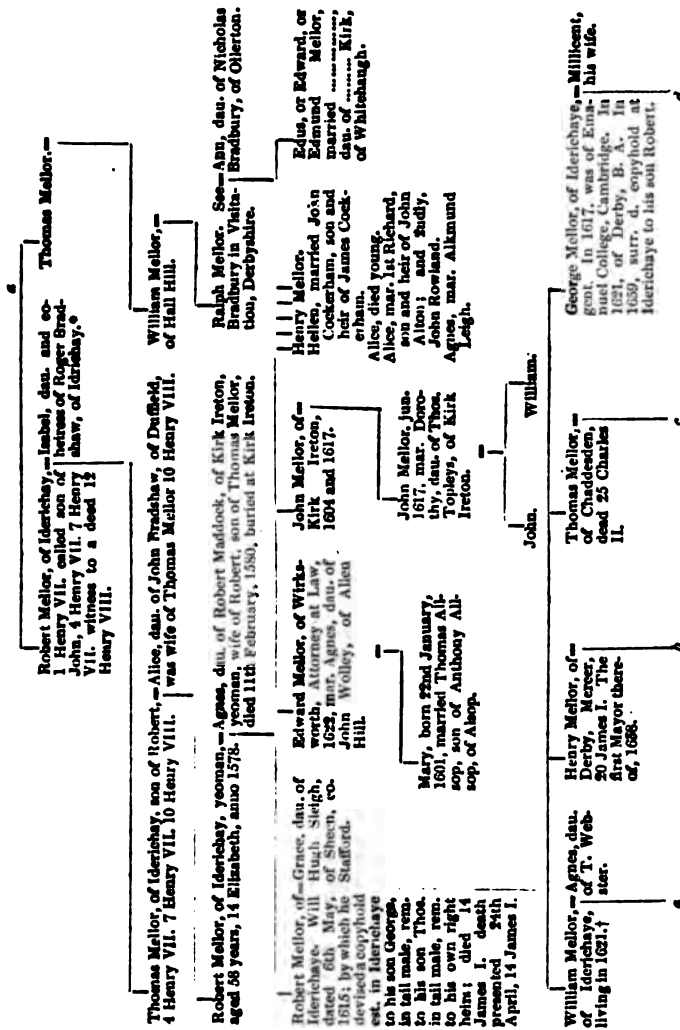 a
Robert Mellor, of Iderichay,=Isabel, dau. and co-
1 Henry VII. called son of heiress of Roger Brad-
John, 4 Henry VII. 7 Henry shaw, of Idrichay.*
VII. witness to a deed 12
Henry VIII.
Thomas Mellor.=
Thomas Mellor, of Iderichay, son of Robert,=Alice, dau. of John Bradshaw, of Duffield,
4 Henry VII. 7 Henry VII. 10 Henry VIII. was wife of Thomas Mellor 10 Henry VIII.
William Mellor,=
of Hall Hill.
Robert Mellor, of Iderichay, yeoman,=Agnes, dau. of Robert Maddock, of Kirk Ireton,
aged 58 years, 14 Elizabeth, anno 1578. yeoman, wife of Robert, son of Thomas Mellor,
died 11th February, 1580, buried at Kirk Ireton.
Ralph Mellor. See=Ann, dau. of Nicholas
Bradbury in Visita- Bradbury, of Ollerton.
tion, Derbyshire.
Robert Mellor, of=Grace, dau. of
Iderichaye. Will Hugh Sleigh,
dated 6th May, of Sheen, co.
1615; by which he Stafford.
devised a copyhold
est. in Iderichaye
to his son George,
in tail male, rem.
to his son Thos.
in tail male, rem.
to his own right
heirs; died 14
James I. death
presented 24th
April, 14 James I.
Edward Mellor, of Wirks-
worth, Attorney at Law,
1622, mar. Agnes, dau. of
John Wolley, of Allen
Hill.
John Mellor, of=
Kirk Ireton,
1604 and 1617.
Henry Mellor.
Hellen, married John
Cockerham, son and
heir of James Cock-
erham.
Alice, died young.
Alice, mar. 1st Richard,
son and heir of John
Alton; and 2ndly,
John Rowland.
Agnes, mar. Alkmund
Leigh.
Edus, or Edward, or
Edmund Mellor,
married ...............
dau. of ......... Kirk,
of Whitehaugh.
Mary, born 22nd January,
1601, married Thomas Al-
sop, son of Anthony All-
sop, of Alsop.
John Mellor, jun.
1617. mar. Doro-
thy, dau. of Thos.
Topleys, of Kirk
Ireton.
John. William.
William Mellor,=Agnes, dau.
of Iderichaye, of T. Web-
living in 1621.† ster.
Henry Mellor, of=
Derby, Mercer,
20 James I. The
first Mayor there-
of, 1638.
Thomas Mellor,=
of Chaddesden,
dead 25 Charles
II.
George Mellor, of Iderichaye,=Millicent,
gent. In 1617. was of Ema- his wife.
nuel College, Cambridge. In
1621, of Derby, B. A. In
1659, surr. d. copyhold at
Iderichaye to his son Robert.
a b c d